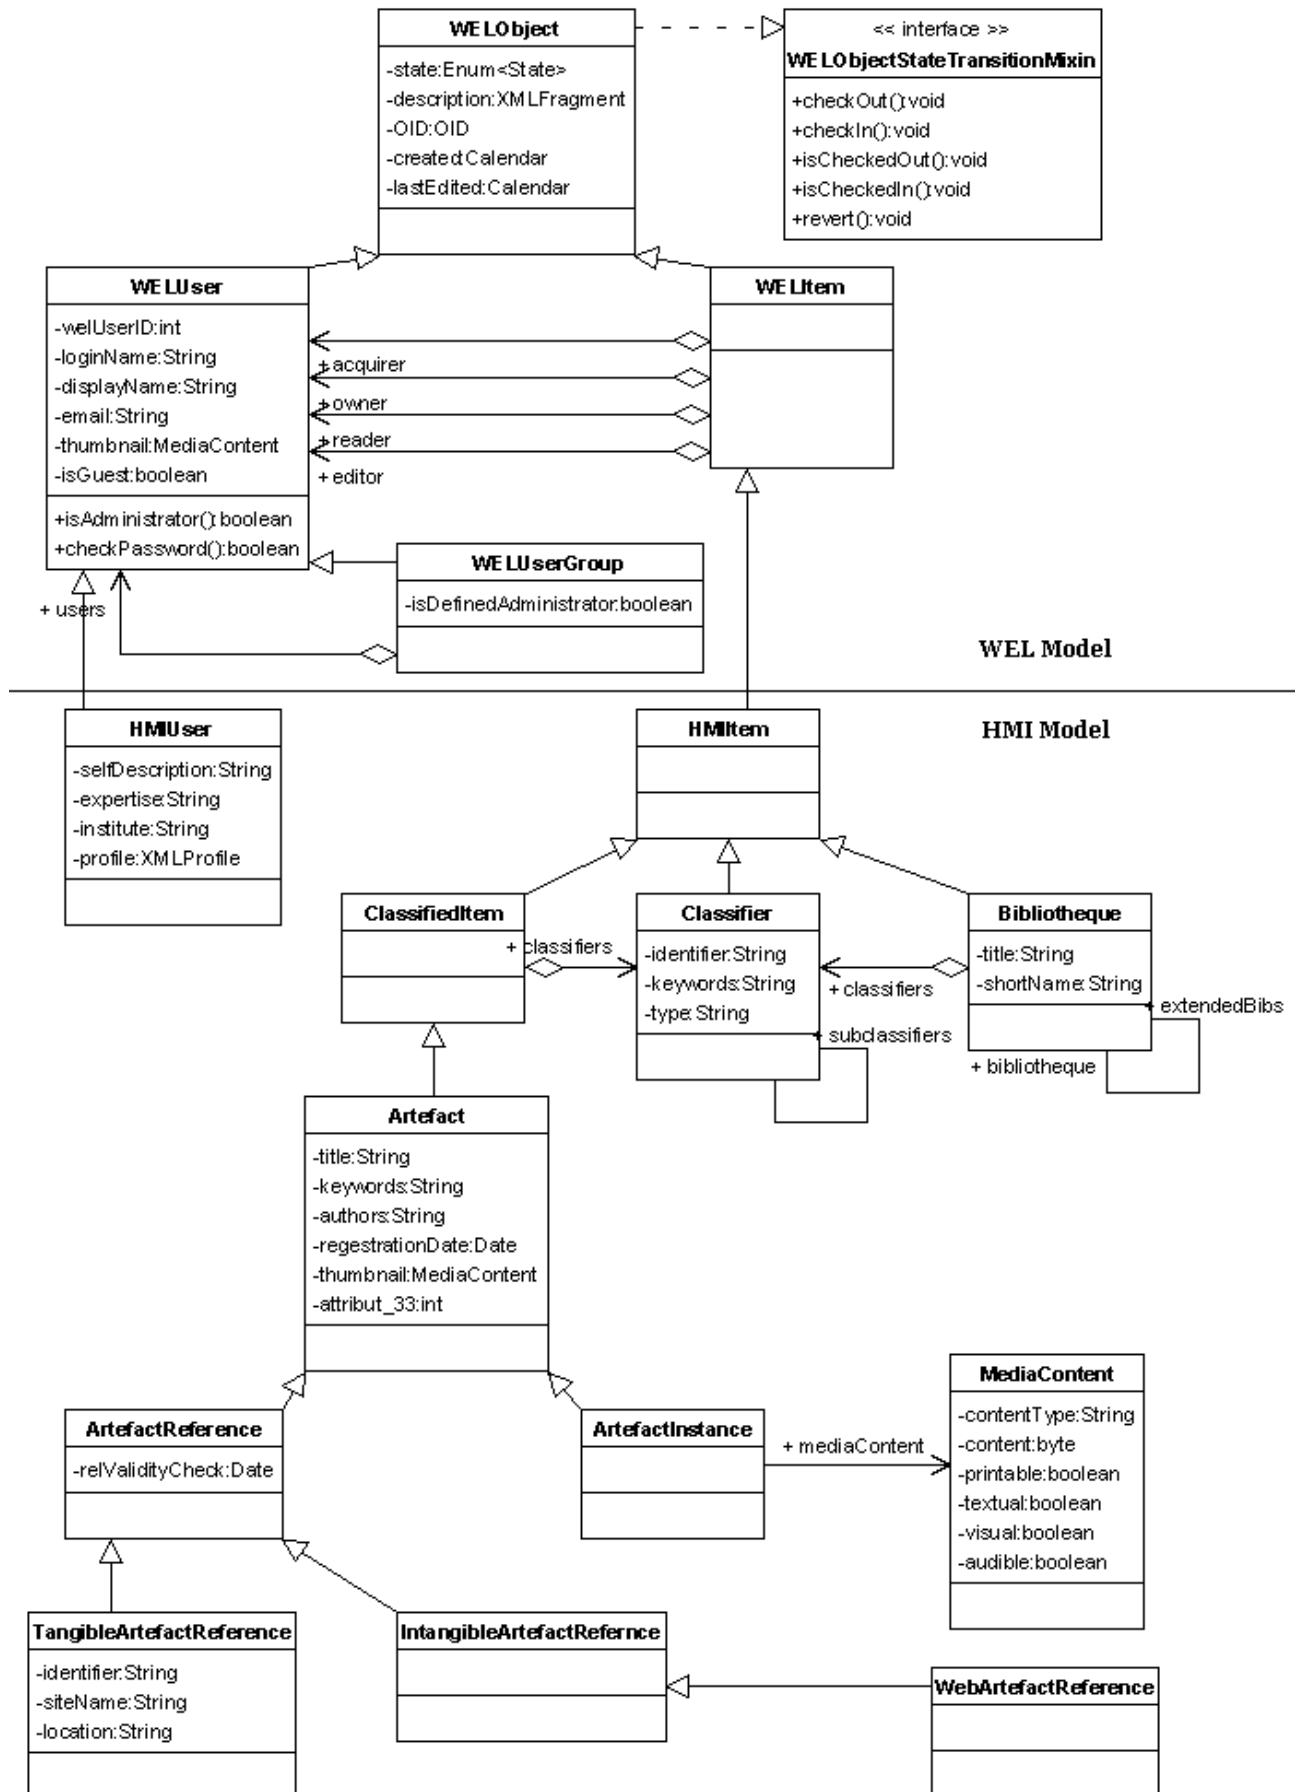 WELObject
-state:Enum<State>
-description:XMLFragment
-OID:OID
-created:Calendar
-lastEdited:Calendar
<< interface >>
WELObjectStateTransitionMixin
+checkOut():void
+checkIn():void
+isCheckedOut():void
+isCheckedIn():void
+revert():void
WELUser
-welUserID:int
-loginName:String
-displayName:String
-email:String
-thumbnail:MediaContent
-isGuest:boolean
+isAdministrator():boolean
+checkPassword():boolean
WELItem
+ acquirer
+ owner
+ reader
+ editor
WELUserGroup
-isDefinedAdministrator:boolean
+ users
WEL Model
HMI Model
HMIUser
-selfDescription:String
-expertise:String
-institute:String
-profile:XMLProfile
HMIItem
ClassifiedItem
+ classifiers
Classifier
-identifier:String
-keywords:String
-type:String
+ subclassifiers
Bibliotheque
-title:String
-shortName:String
+ classifiers
+ extendedBibs
+ bibliotheque
Artefact
-title:String
-keywords:String
-authors:String
-regestrationDate:Date
-thumbnail:MediaContent
-attribut_33:int
ArtefactReference
-relValidityCheck:Date
ArtefactInstance
+ mediaContent
MediaContent
-contentType:String
-content:byte
-printable:boolean
-textual:boolean
-visual:boolean
-audible:boolean
TangibleArtefactReference
-identifier:String
-siteName:String
-location:String
IntangibleArtefactRefernce
WebArtefactReference